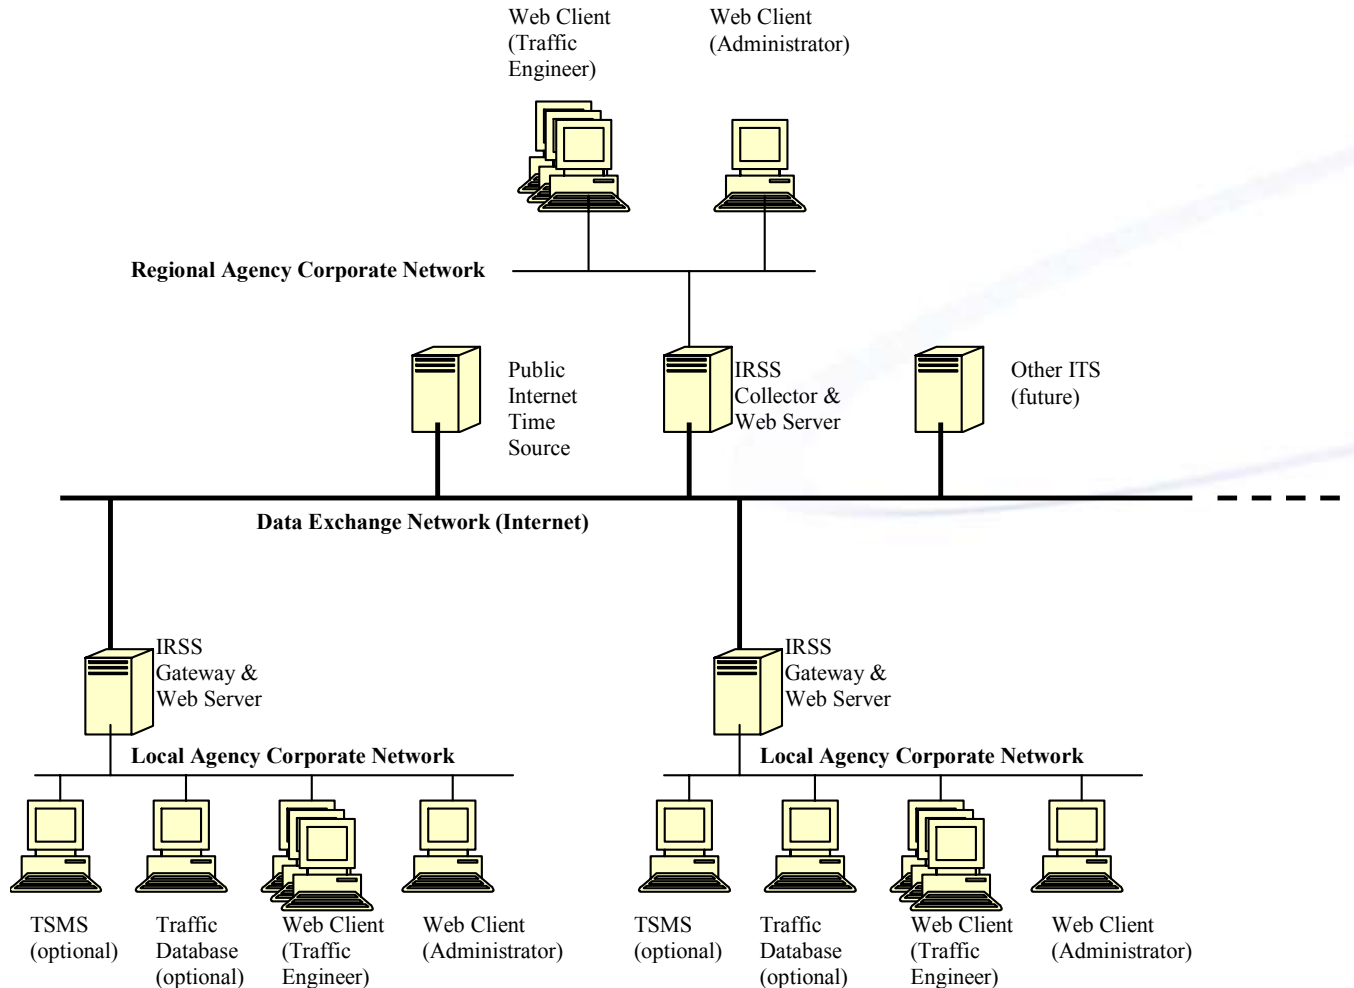 Web Client
(Traffic
Engineer)
Web Client
(Administrator)
Regional Agency Corporate Network
Public
Internet
Time
Source
IRSS
Collector &
Web Server
Other ITS
(future)
Data Exchange Network (Internet)
IRSS
Gateway &
Web Server
IRSS
Gateway &
Web Server
Local Agency Corporate Network
Local Agency Corporate Network
TSMS
(optional)
Traffic
Database
(optional)
Web Client
(Traffic
Engineer)
Web Client
(Administrator)
TSMS
(optional)
Traffic
Database
(optional)
Web Client
(Traffic
Engineer)
Web Client
(Administrator)